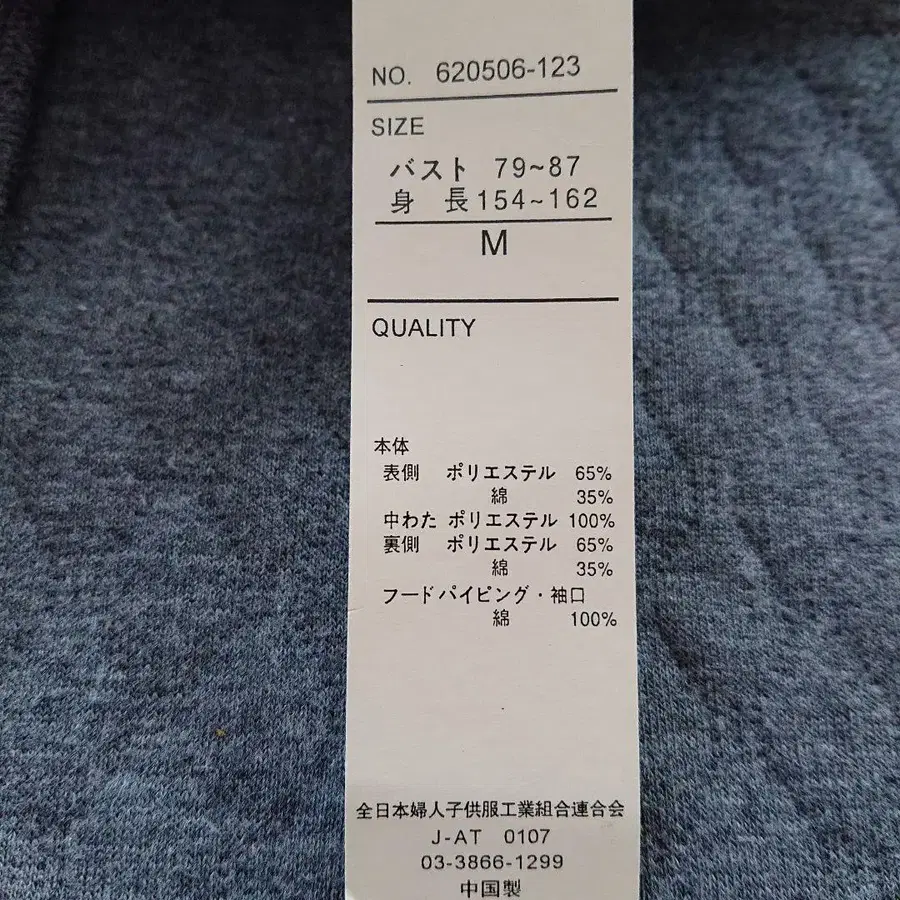 NO. 620506-123
SIZE
バスト 79~87
身 長 154~162
M
QUALITY
本体
表側 ポリエステル 65%
綿 35%
中わた ポリエステル 100%
裏側 ポリエステル 65%
綿 35%
フードパイピング・袖口
綿 100%
全日本婦人子供服工業組合連合会
J-AT 0107
03-3866-1299
中国製